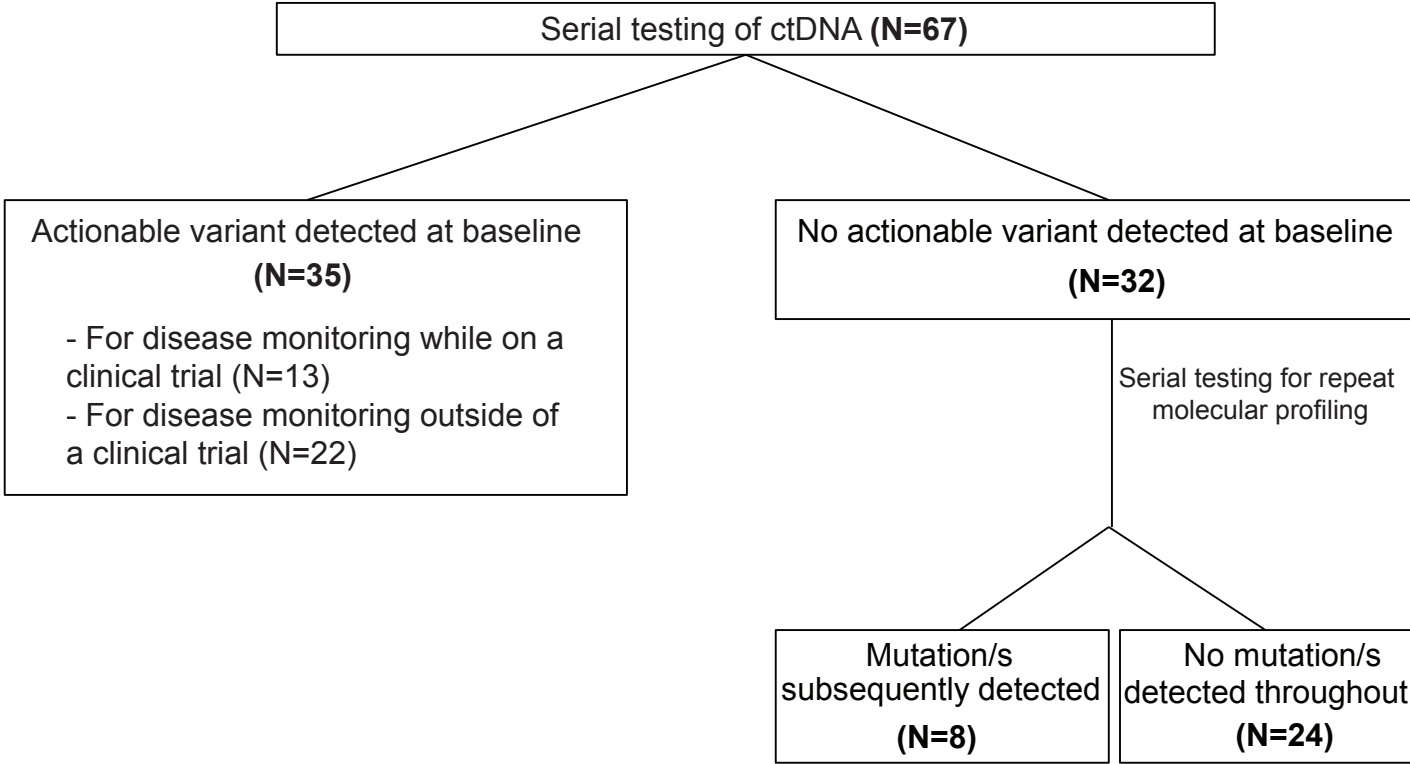 Serial testing of ctDNA (N=67)
Actionable variant detected at baseline
(N=35)
- For disease monitoring while on a
clinical trial (N=13)
- For disease monitoring outside of
a clinical trial (N=22)
No actionable variant detected at baseline
(N=32)
Serial testing for repeat
molecular profiling
Mutation/s
subsequently detected
(N=8)
No mutation/s
detected throughout
(N=24)